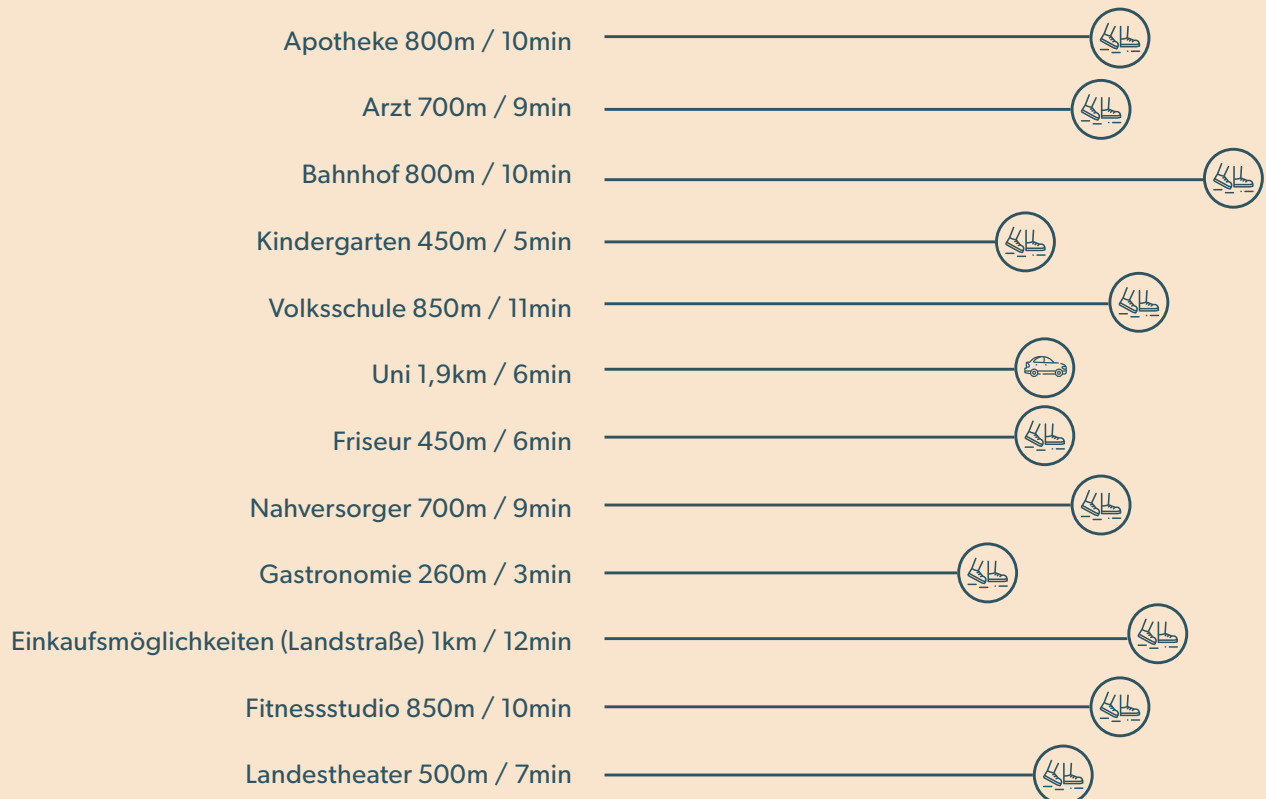 Apotheke 800m / 10min
Arzt 700m / 9min
Bahnhof 800m / 10min
Kindergarten 450m / 5min
Volksschule 850m / 11min
Uni 1,9km / 6min
Friseur 450m / 6min
Nahversorger 700m / 9min
Gastronomie 260m / 3min
Einkaufsmöglichkeiten (Landstraße) 1km / 12min
Fitnessstudio 850m / 10min
Landestheater 500m / 7min